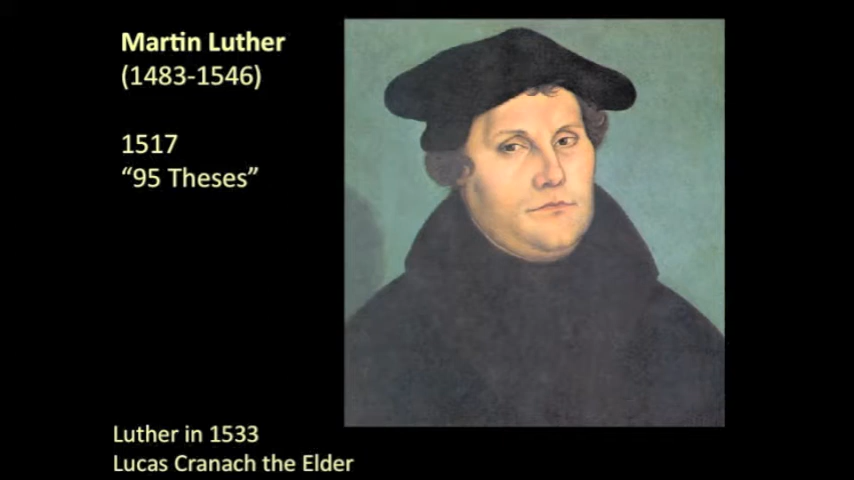 Martin Luther
(1483-1546)
1517
“95 Theses”
Luther in 1533
Lucas Cranach the Elder